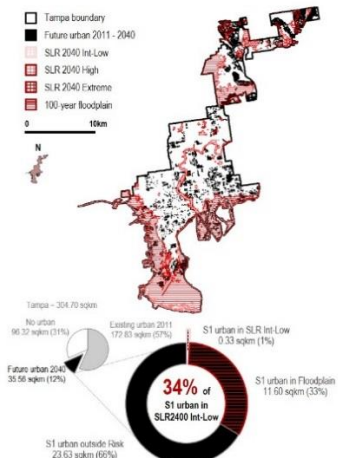 Tampa boundary
Future urban 2011 - 2040
SLR 2040 Int-Low
SLR 2040 High
SLR 2040 Extreme
100-year floodplain
0 10km
N
Tampa - 304.70 sqkm
No urban
96.32 sqkm (31%)
Existing urban 2011
172.83 sqkm (57%)
Future urban 2040
35.56 sqkm (12%)
S1 urban in SLR Int-Low
0.33 sqkm (1%)
34% of
S1 urban in
SLR2400 Int-Low
S1 urban in Floodplain
11.60 sqkm (33%)
S1 urban outside Risk
23.63 sqkm (66%)